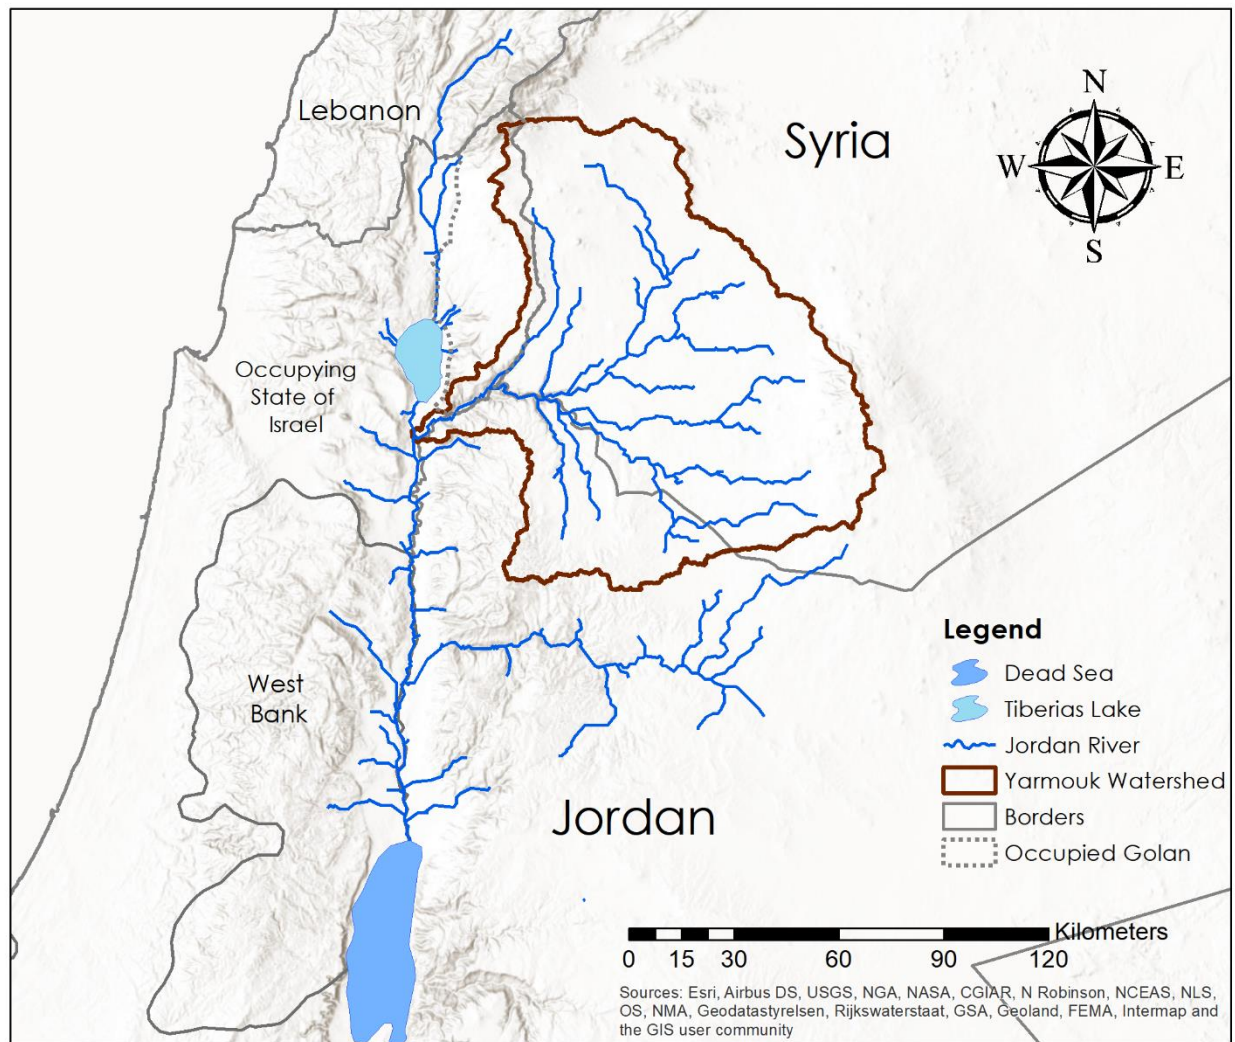 Lebanon
Syria
N
W
E
S
Occupying
State of
Israel
West
Bank
Jordan
Legend
Dead Sea
Tiberias Lake
Jordan River
Yarmouk Watershed
Borders
Occupied Golan
Kilometers
0 15 30 60 90 120
Sources: Esri, Airbus DS, USGS, NGA, NASA, CGIAR, N Robinson, NCEAS, NLS,
OS, NMA, Geodatastyrelsen, Rijkswaterstaat, GSA, Geoland, FEMA, Intermap and
the GIS user community